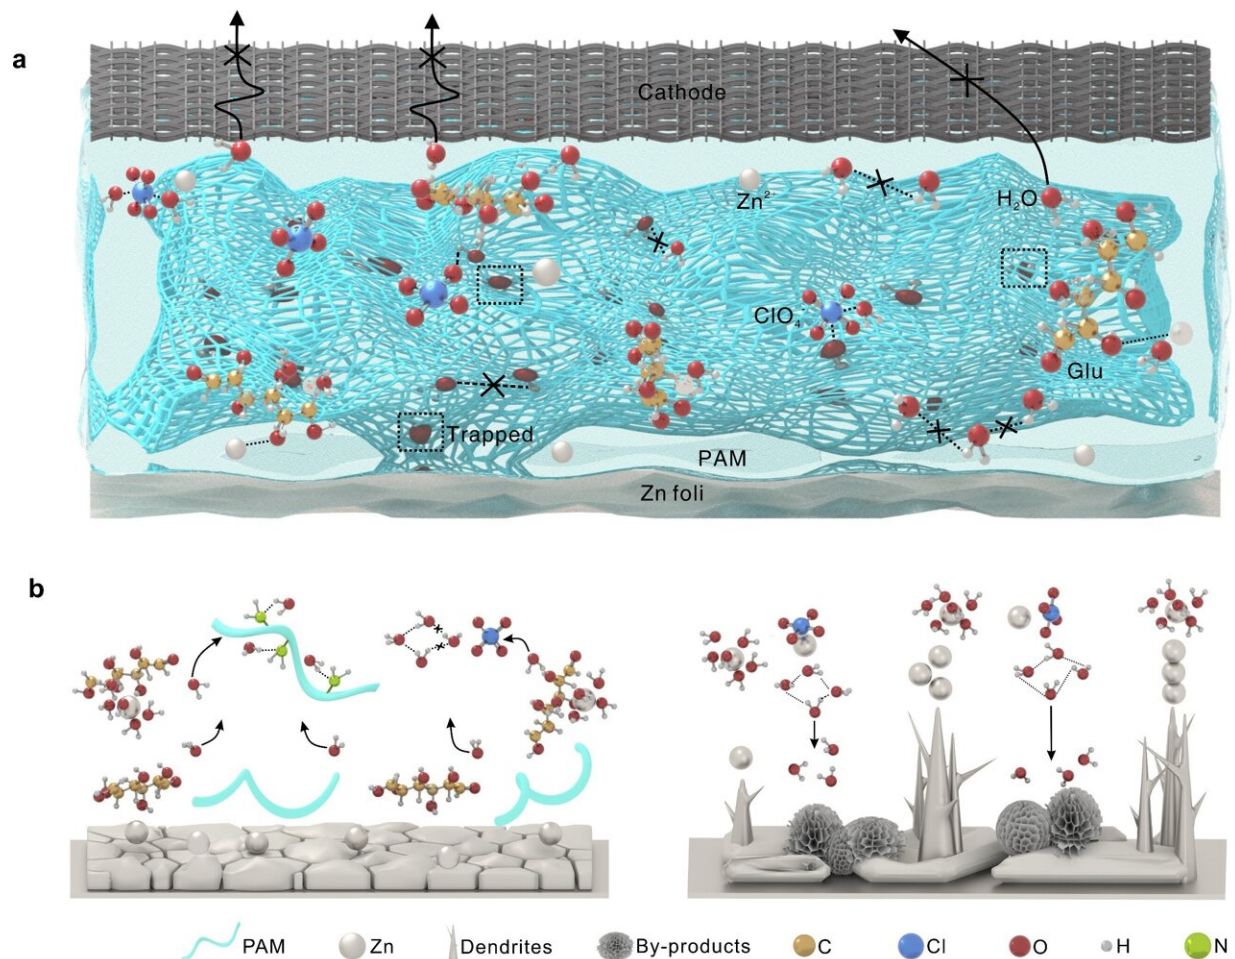 a
Cathode
Zn²⁻
H₂O
ClO₄⁻
Glu
Trapped
PAM
Zn foli
b
PAM
Zn
Dendrites
By-products
C
Cl
O
H
N